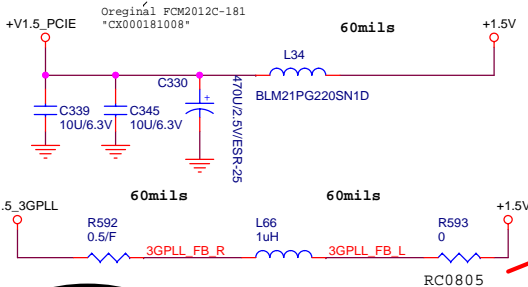 Oreginal FCM2012C-181
"CX000181008"
+V1.5_PCIE
60mils
+1.5V
L34
C330
BLM21PG220SN1D
C339
10U/6.3V
C345
10U/6.3V
+
470U/2.5V/ESR-25
60mils
60mils
.5_3GPLL
+1.5V
R592
0.5/F
3GPLL_FB_R
L66
1uH
3GPLL_FB_L
R593
0
RC0805